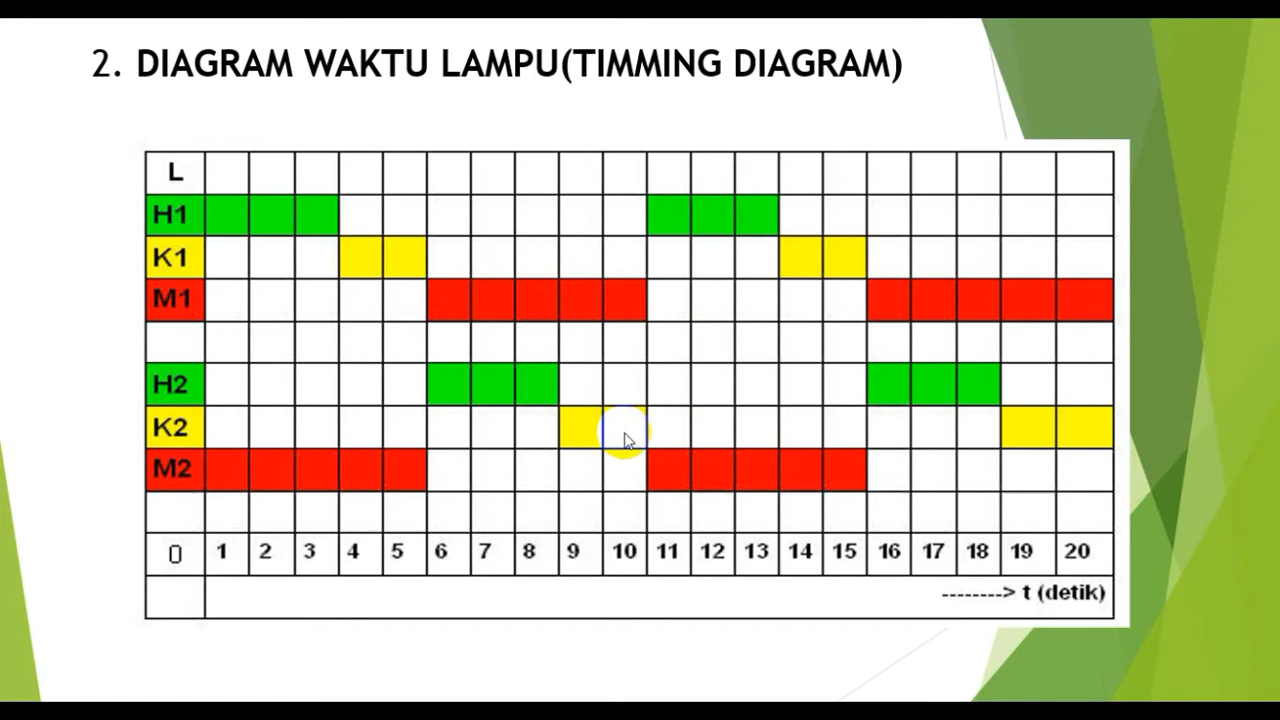 2. DIAGRAM WAKTU LAMPU(TIMMING DIAGRAM)
L
H1
K1
M1
H2
K2
M2
0 1 2 3 4 5 6 7 8 9 10 11 12 13 14 15 16 17 18 19 20
--------> t (detik)